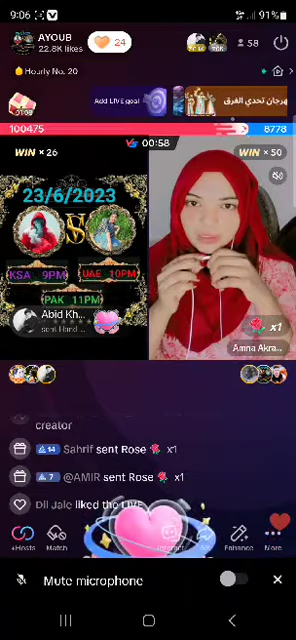 9:06
91%
AYOUB
22.8K likes
24
58
Hourly No. 20
Add LIVE goal
مهرجان تحدي الفرق
100475
8778
WIN × 26
VS 00:58
WIN × 50
23/6/2023
KSA 9PM
UAE 10PM
PAK 11PM
Abid Kh...
x1
Amna Akra...
creator
14 Sahrif sent Rose x1
7 @AMIR sent Rose x1
Dil Jale liked the LIVE
+Hosts
Match
Enhance
More
Mute microphone